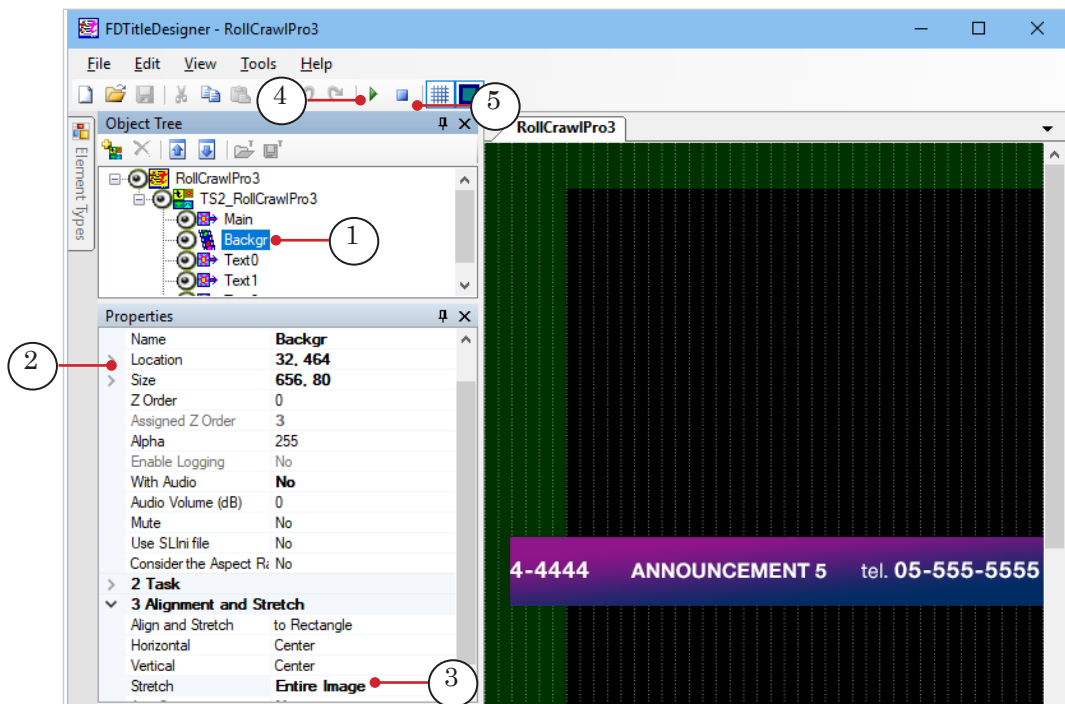 FDTitleDesigner - RollCrawlPro3
File Edit View Tools Help
4
5
Object Tree
RollCrawlPro3
Element Types
RollCrawlPro3
TS2_RollCrawlPro3
Main
Backgr
1
Text0
Text1
Properties
Name Backgr
2
Location 32, 464
Size 656, 80
Z Order 0
Assigned Z Order 3
Alpha 255
Enable Logging No
With Audio No
Audio Volume (dB) 0
Mute No
Use SLIni file No
Consider the Aspect Ra No
2 Task
3 Alignment and Stretch
Align and Stretch to Rectangle
Horizontal Center
Vertical Center
Stretch Entire Image
3
4-4444 ANNOUNCEMENT 5 tel. 05-555-5555